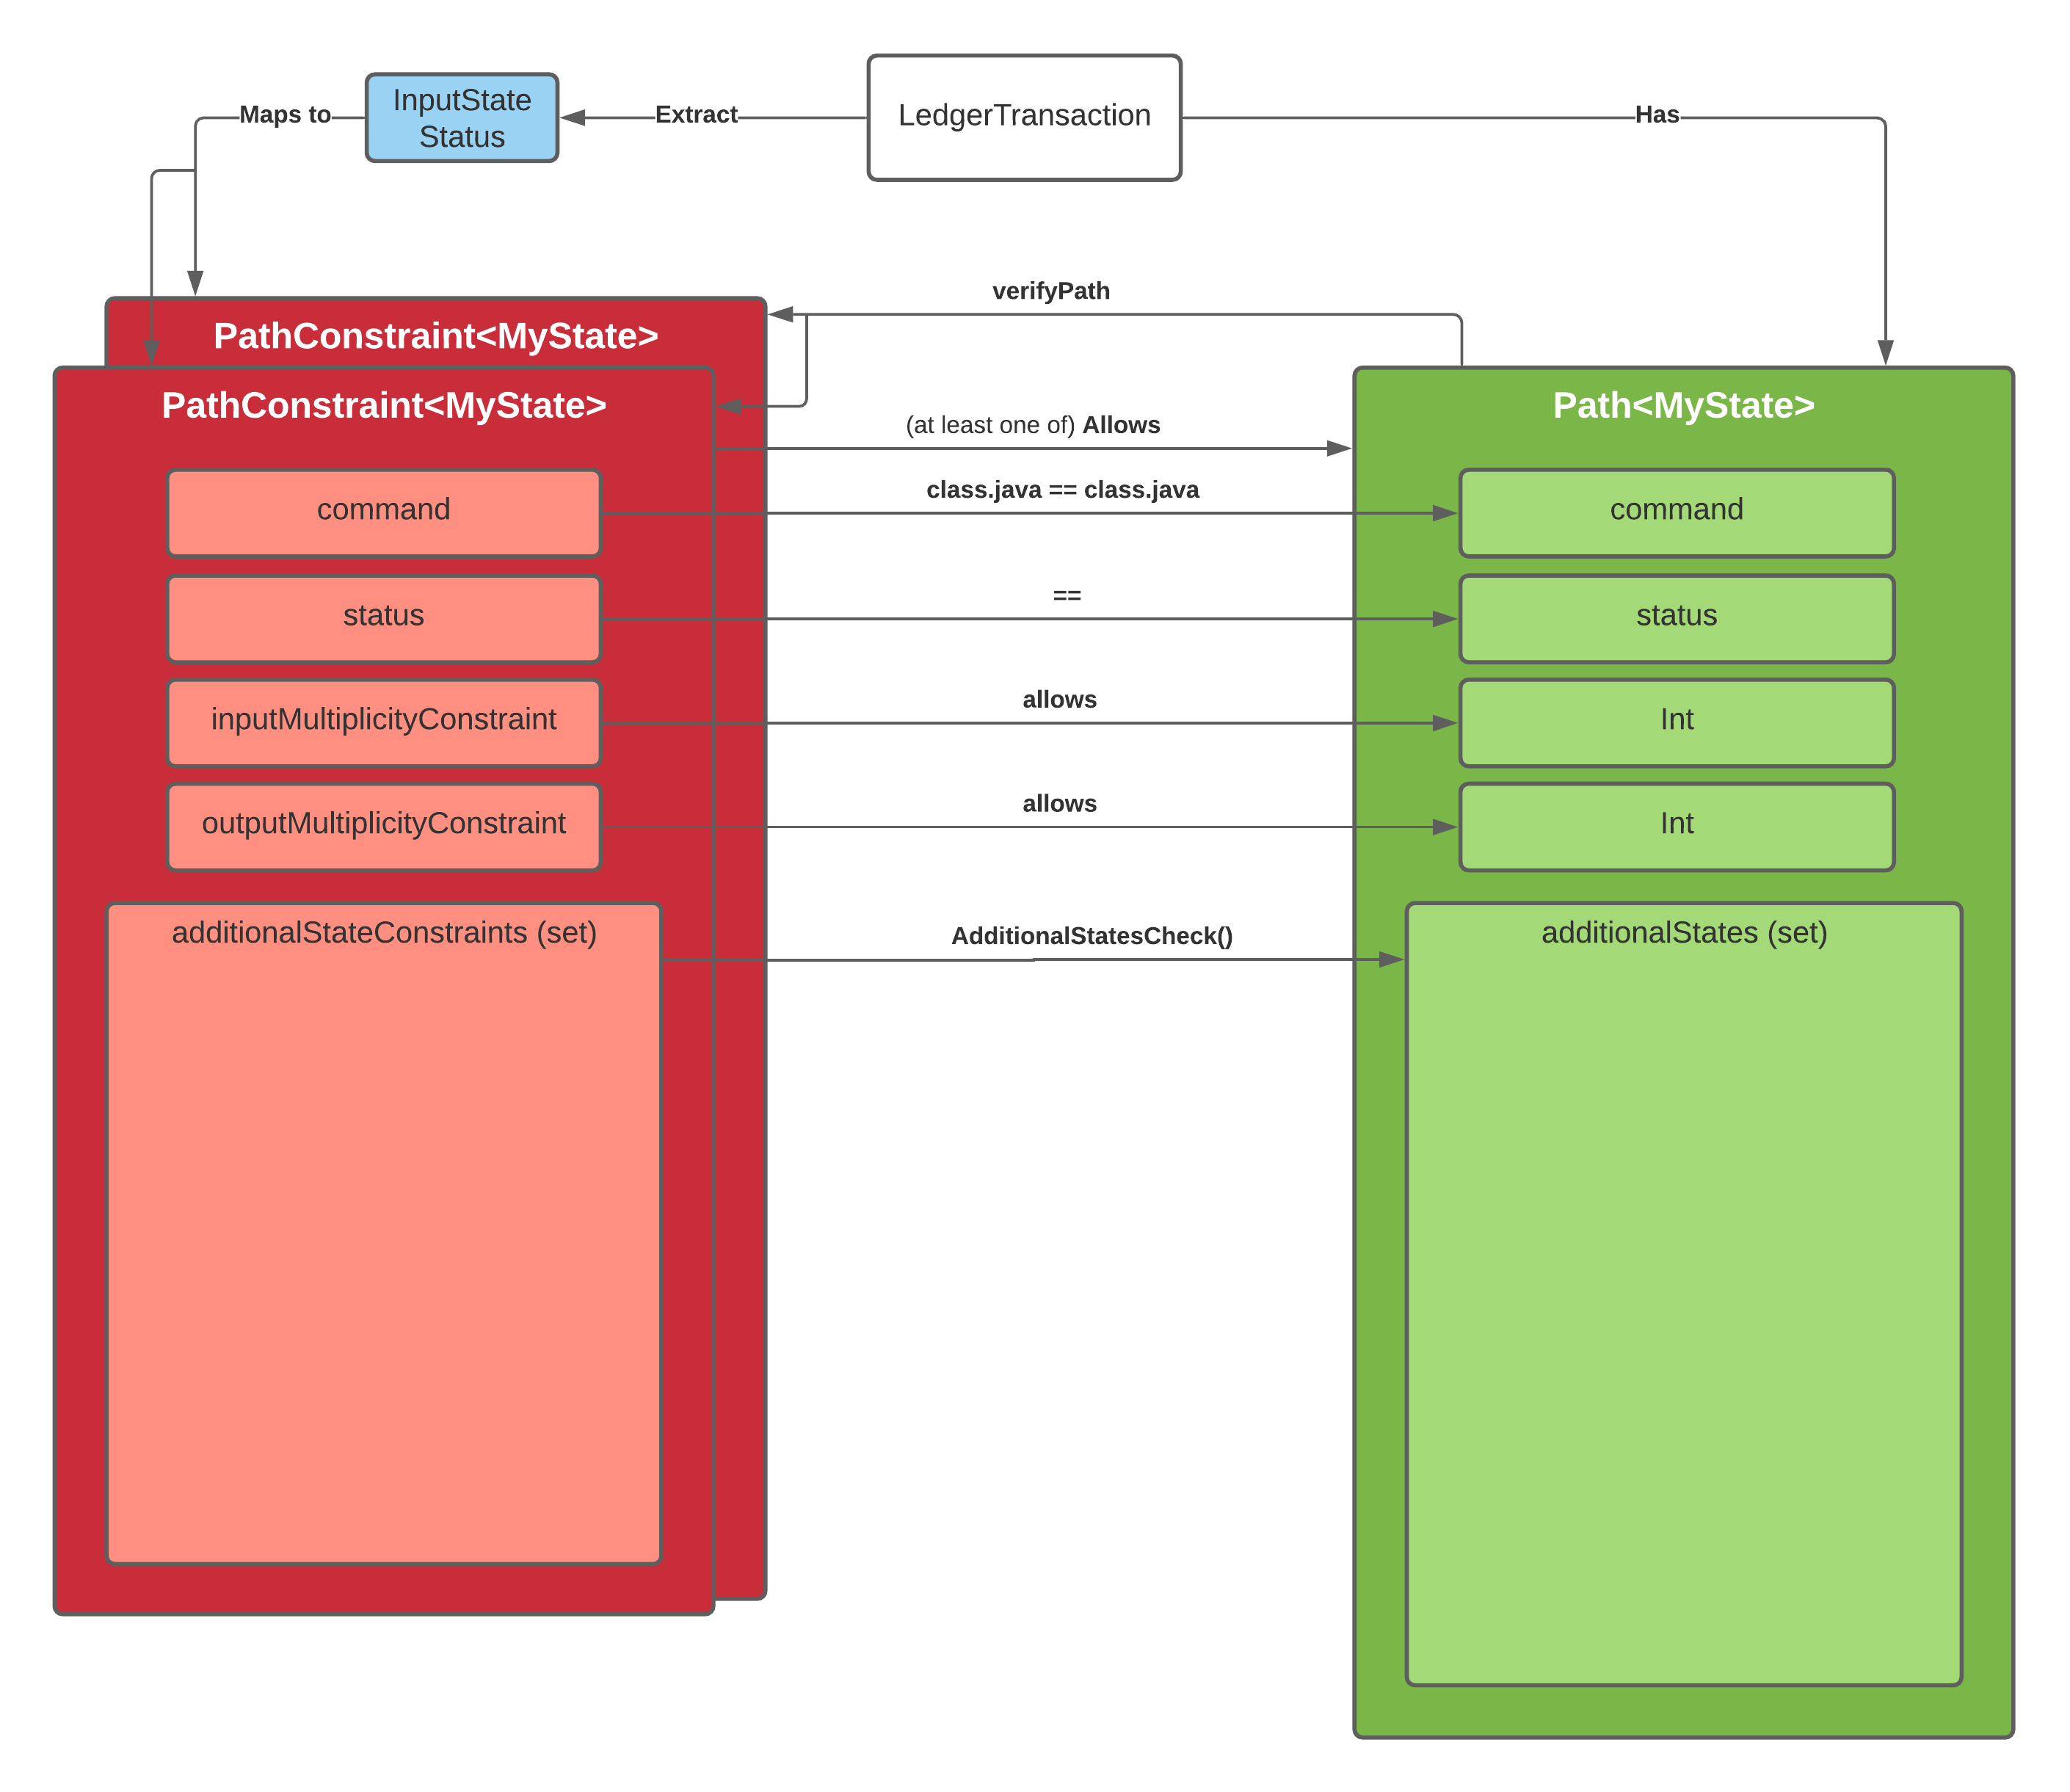 InputState
Status
LedgerTransaction
Maps to
Extract
Has
verifyPath
PathConstraint<MyState>
PathConstraint<MyState>
Path<MyState>
(at least one of) Allows
command
class.java == class.java
command
status
==
status
inputMultiplicityConstraint
allows
Int
outputMultiplicityConstraint
allows
Int
additionalStateConstraints (set)
AdditionalStatesCheck()
additionalStates (set)